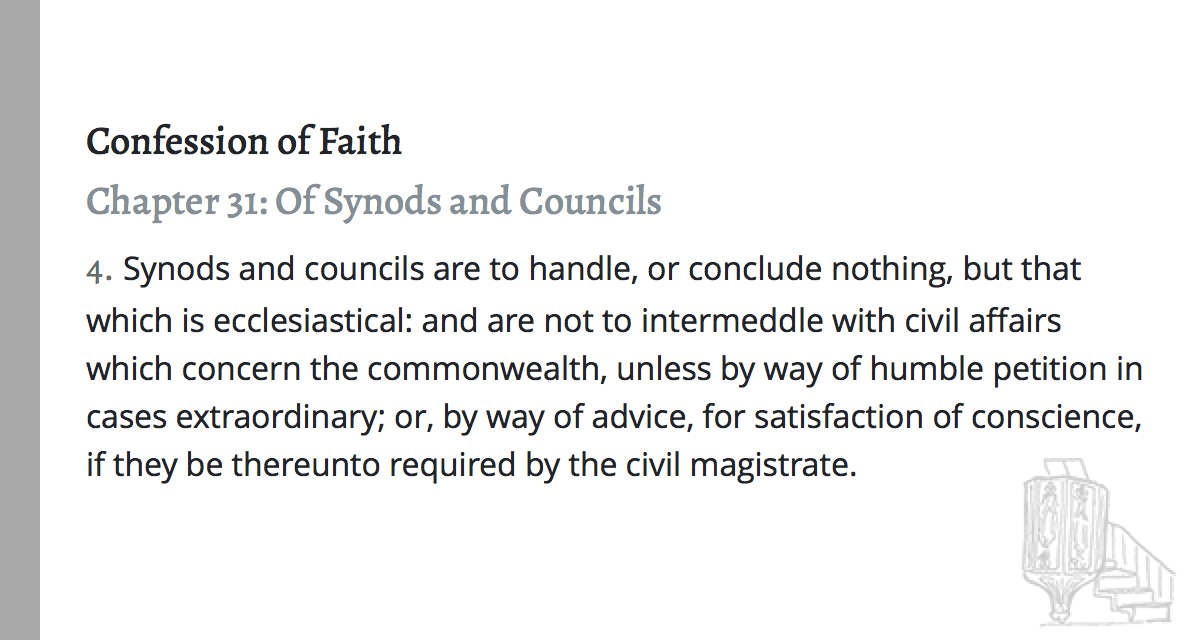 Confession of Faith
Chapter 31: Of Synods and Councils
4. Synods and councils are to handle, or conclude nothing, but that
which is ecclesiastical: and are not to intermeddle with civil affairs
which concern the commonwealth, unless by way of humble petition in
cases extraordinary; or, by way of advice, for satisfaction of conscience,
if they be thereunto required by the civil magistrate.